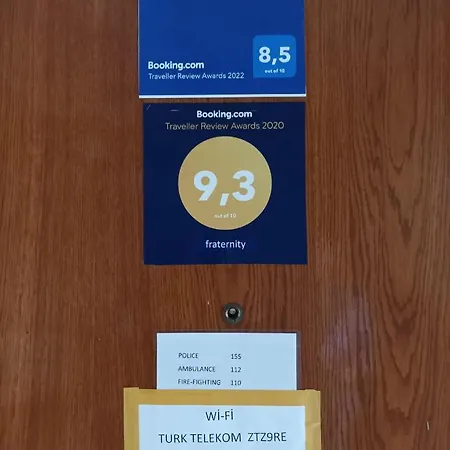 8,5
Booking.com
Traveller Review Awards 2022
out of 10
Booking.com
Traveller Review Awards 2020
9,3
out of 10
fraternity
POLICE 155
AMBULANCE 112
FIRE-FIGHTING 110
Wİ-Fİ
TURK TELEKOM ZTZ9RE